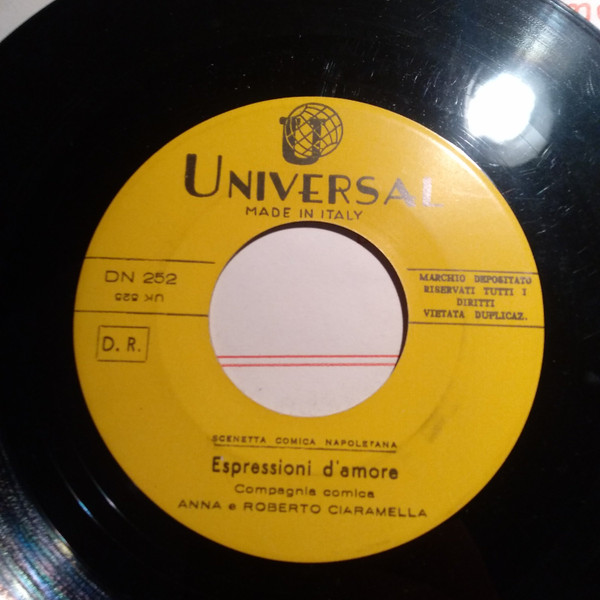 U
UNIVERSAL
MADE IN ITALY
DN 252
UK 525
MARCHIO DEPOSITATO
RISERVATI TUTTI I
DIRITTI
VIETATA DUPLICAZ.
D. R.
SCENETTA COMICA NAPOLETANA
Espressioni d'amore
Compagnia comica
ANNA e ROBERTO CIARAMELLA